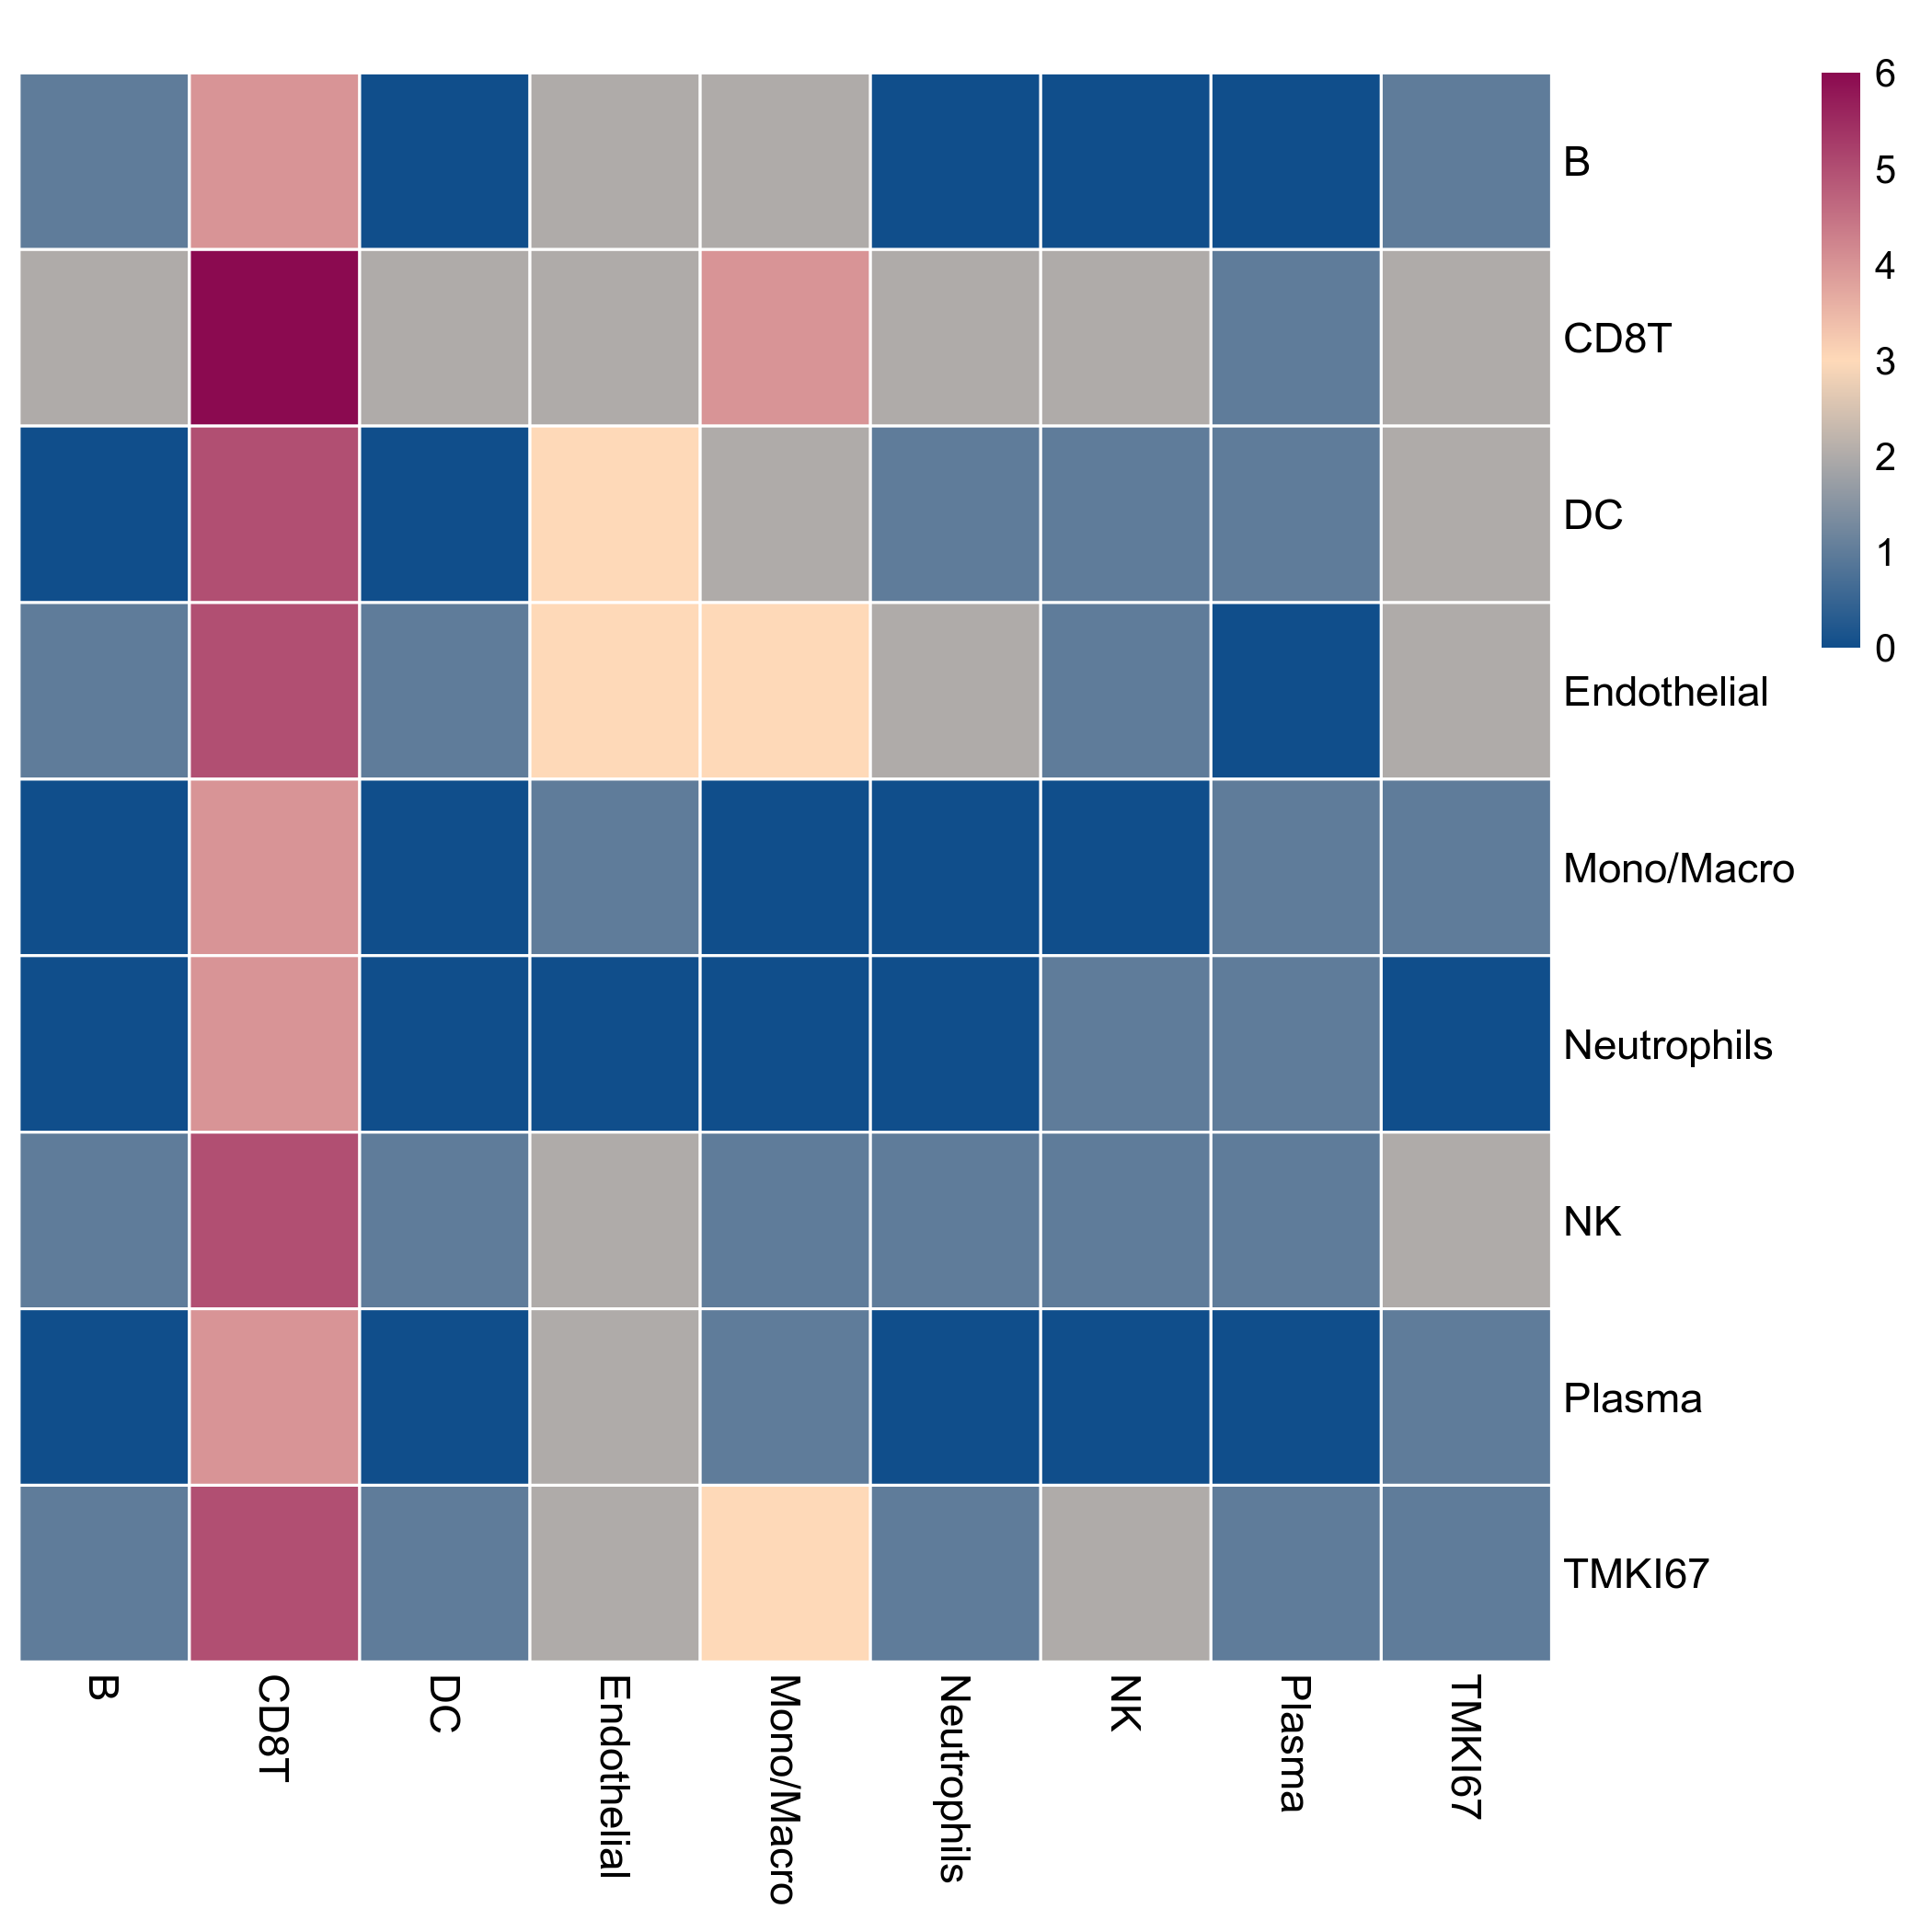 6
5
4
3
2
1
0
B
CD8T
DC
Endothelial
Mono/Macro
Neutrophils
NK
Plasma
TMKI67
B
CD8T
DC
Endothelial
Mono/Macro
Neutrophils
NK
Plasma
TMKI67